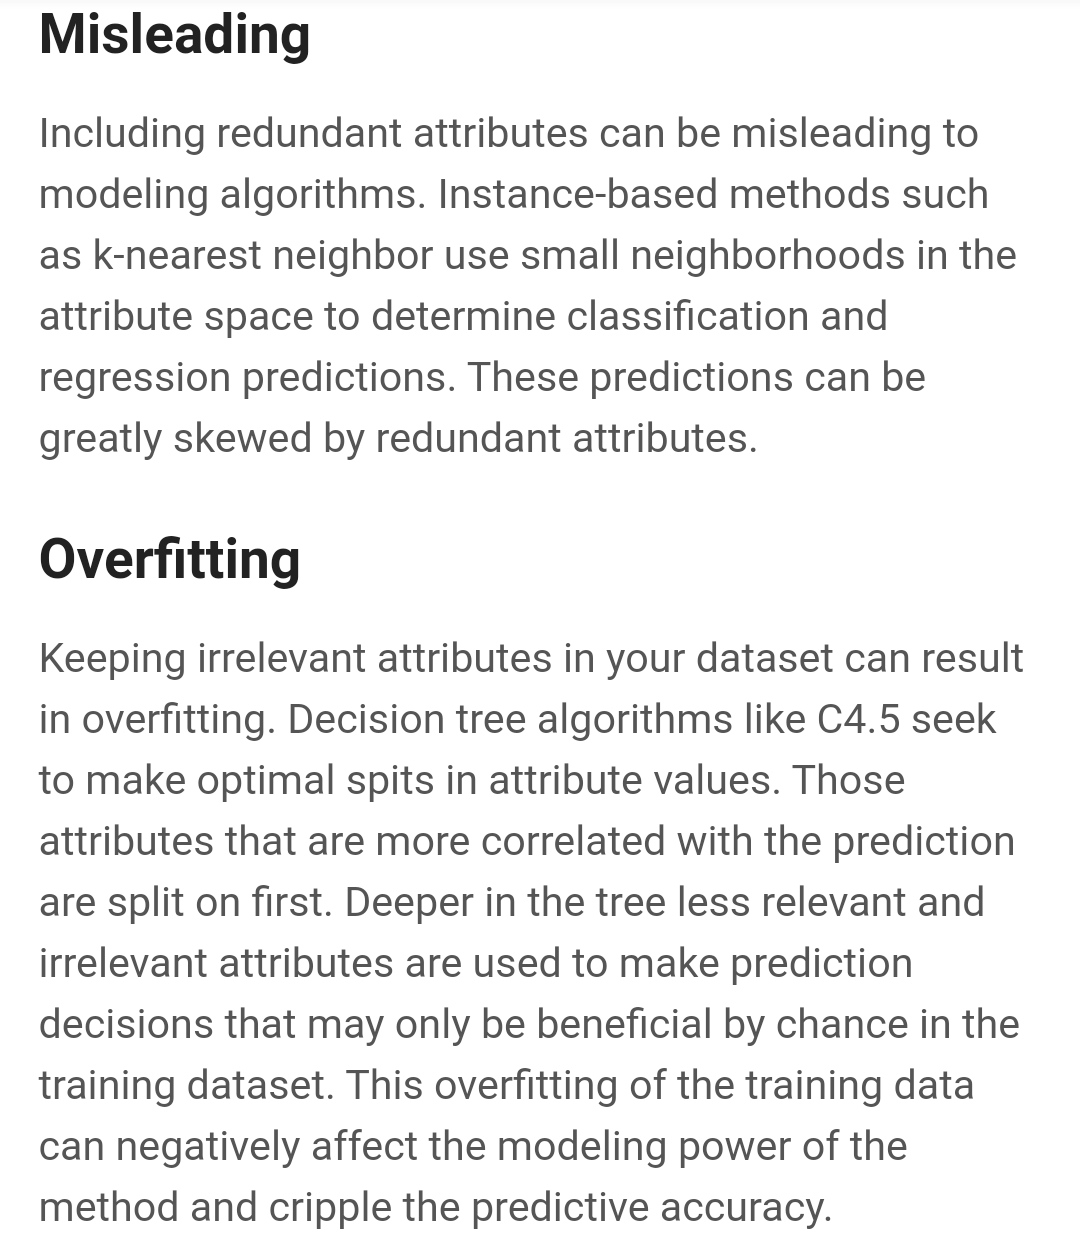 Misleading
Including redundant attributes can be misleading to
modeling algorithms. Instance-based methods such
as k-nearest neighbor use small neighborhoods in the
attribute space to determine classification and
regression predictions. These predictions can be
greatly skewed by redundant attributes.
Overfitting
Keeping irrelevant attributes in your dataset can result
in overfitting. Decision tree algorithms like C4.5 seek
to make optimal spits in attribute values. Those
attributes that are more correlated with the prediction
are split on first. Deeper in the tree less relevant and
irrelevant attributes are used to make prediction
decisions that may only be beneficial by chance in the
training dataset. This overfitting of the training data
can negatively affect the modeling power of the
method and cripple the predictive accuracy.